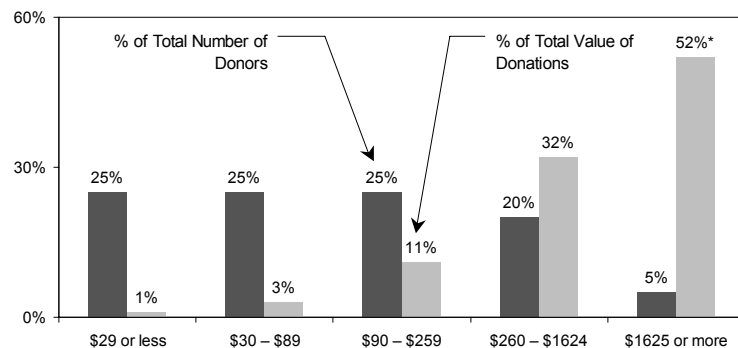 60%
% of Total Number of
Donors
% of Total Value of
Donations
52%*
32%
30%
25%
25%
25%
20%
11%
5%
3%
1%
0%
$29 or less
$30 – $89
$90 – $259
$260 – $1624
$1625 or more